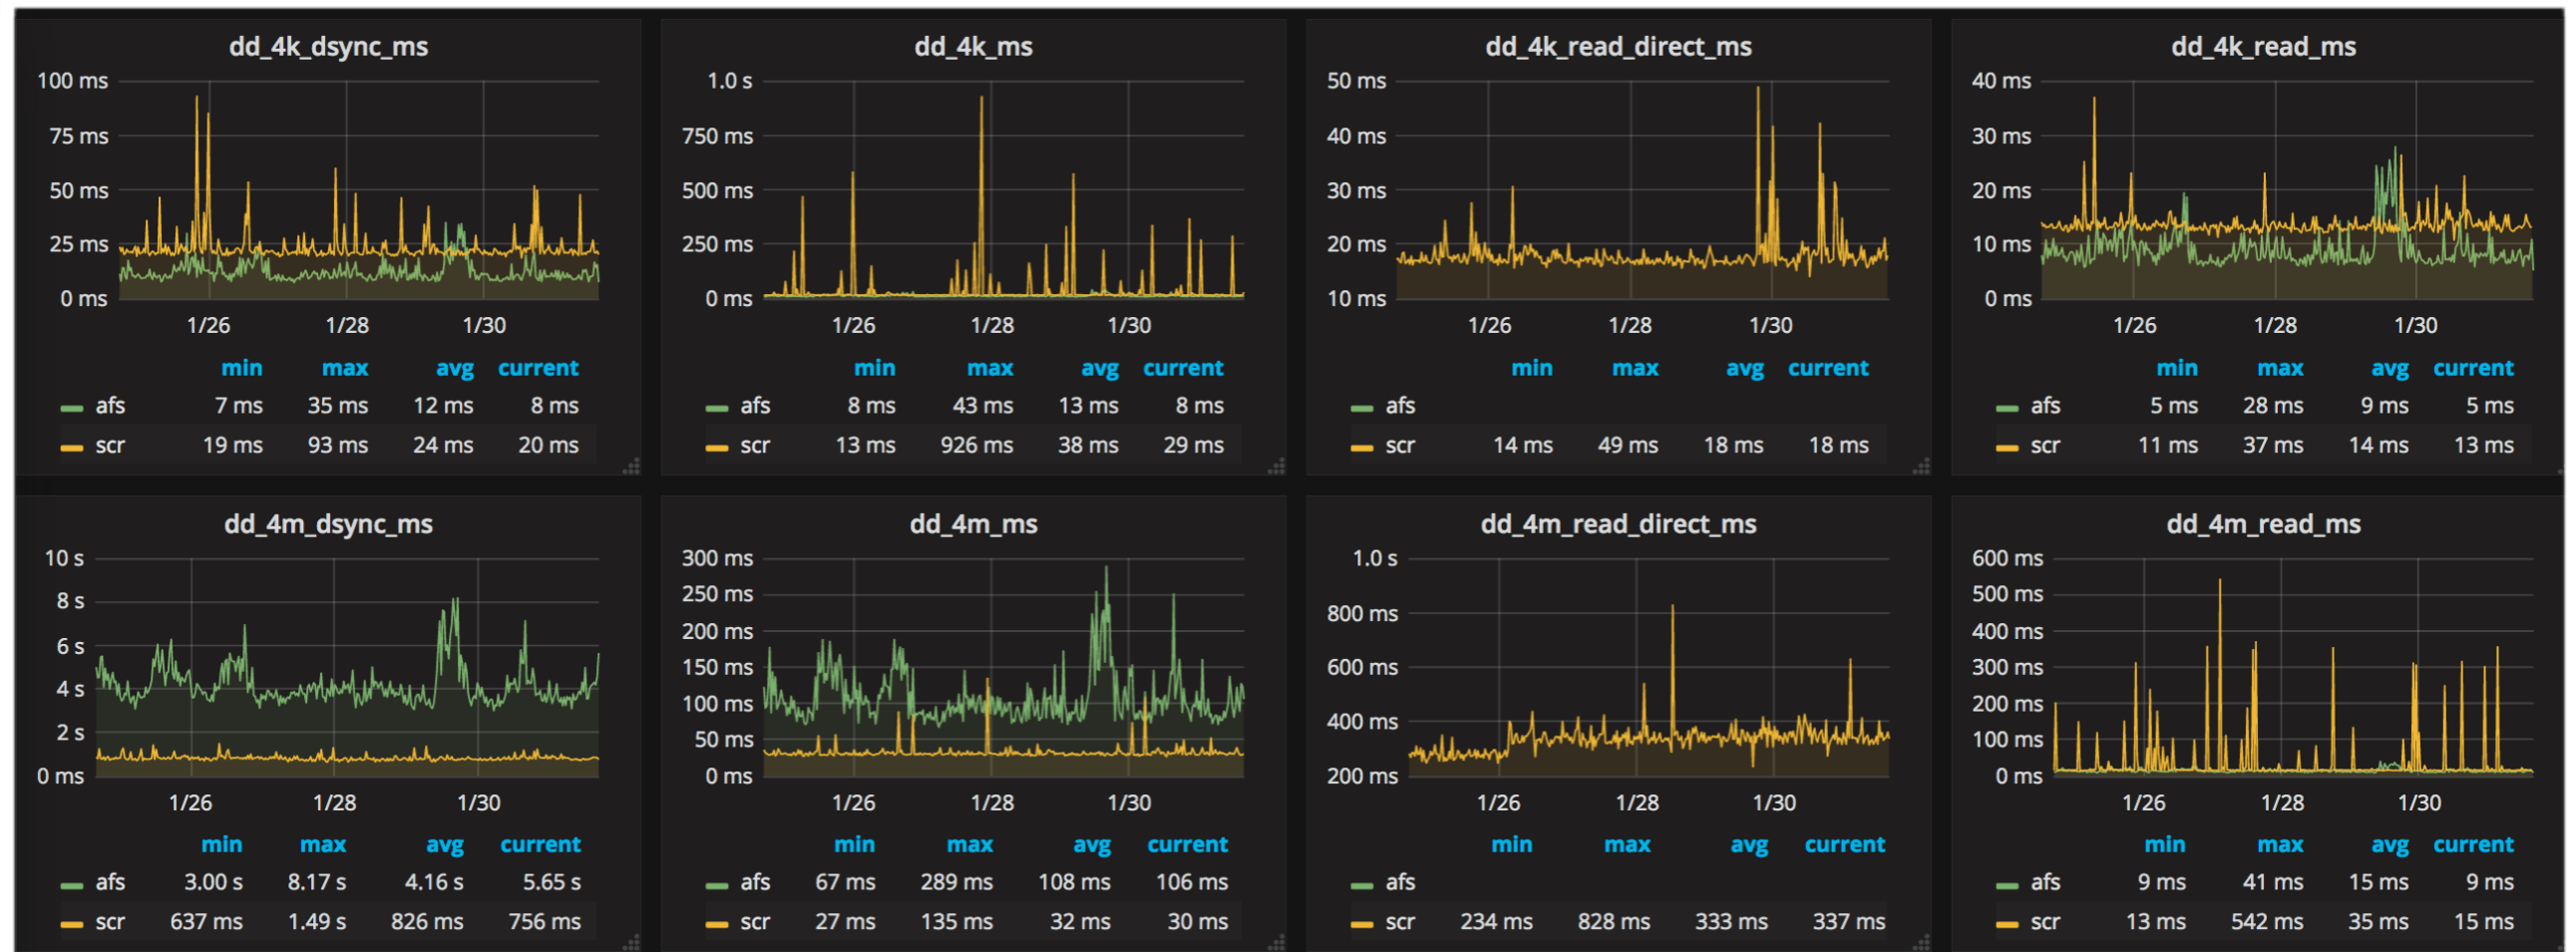 dd_4k_dsync_ms
100 ms
75 ms
50 ms
25 ms
0 ms
1/26 1/28 1/30
min max avg current
afs 7 ms 35 ms 12 ms 8 ms
scr 19 ms 93 ms 24 ms 20 ms
dd_4k_ms
1.0 s
750 ms
500 ms
250 ms
0 ms
1/26 1/28 1/30
min max avg current
afs 8 ms 43 ms 13 ms 8 ms
scr 13 ms 926 ms 38 ms 29 ms
dd_4k_read_direct_ms
50 ms
40 ms
30 ms
20 ms
10 ms
1/26 1/28 1/30
min max avg current
afs
scr 14 ms 49 ms 18 ms 18 ms
dd_4k_read_ms
40 ms
30 ms
20 ms
10 ms
0 ms
1/26 1/28 1/30
min max avg current
afs 5 ms 28 ms 9 ms 5 ms
scr 11 ms 37 ms 14 ms 13 ms
dd_4m_dsync_ms
10 s
8 s
6 s
4 s
2 s
0 ms
1/26 1/28 1/30
min max avg current
afs 3.00 s 8.17 s 4.16 s 5.65 s
scr 637 ms 1.49 s 826 ms 756 ms
dd_4m_ms
300 ms
250 ms
200 ms
150 ms
100 ms
50 ms
0 ms
1/26 1/28 1/30
min max avg current
afs 67 ms 289 ms 108 ms 106 ms
scr 27 ms 135 ms 32 ms 30 ms
dd_4m_read_direct_ms
1.0 s
800 ms
600 ms
400 ms
200 ms
1/26 1/28 1/30
min max avg current
afs
scr 234 ms 828 ms 333 ms 337 ms
dd_4m_read_ms
600 ms
500 ms
400 ms
300 ms
200 ms
100 ms
0 ms
1/26 1/28 1/30
min max avg current
afs 9 ms 41 ms 15 ms 9 ms
scr 13 ms 542 ms 35 ms 15 ms